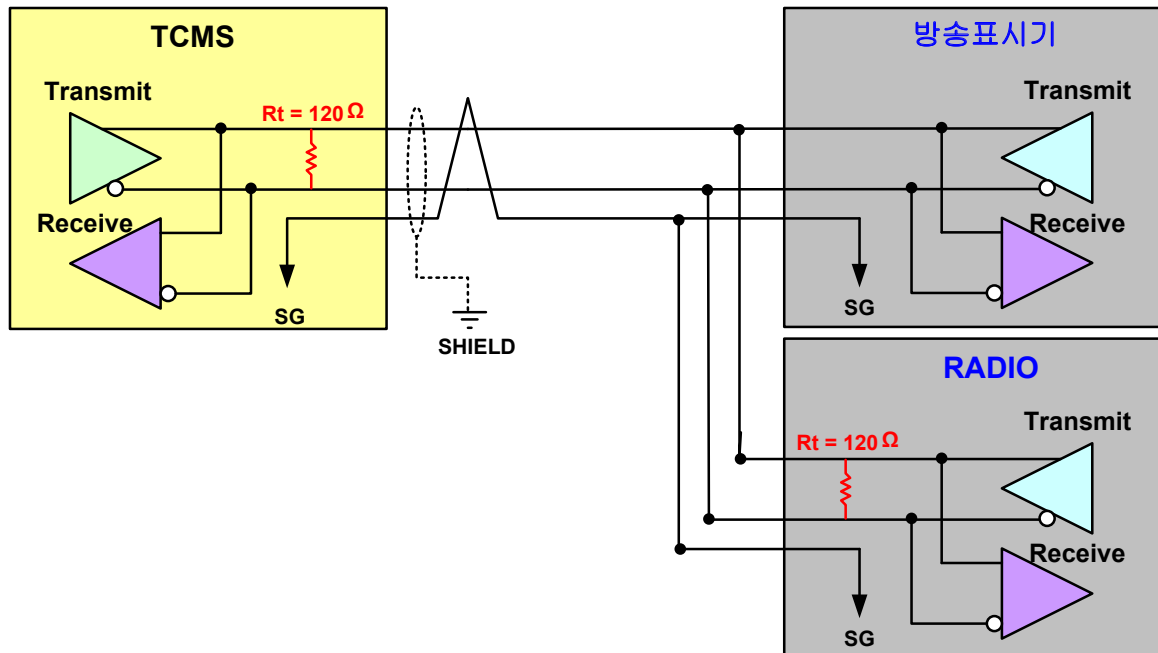 TCMS
Transmit
Rt = 120 Ω
Receive
SG
SHIELD
방송표시기
Transmit
Receive
SG
RADIO
Transmit
Rt = 120 Ω
Receive
SG